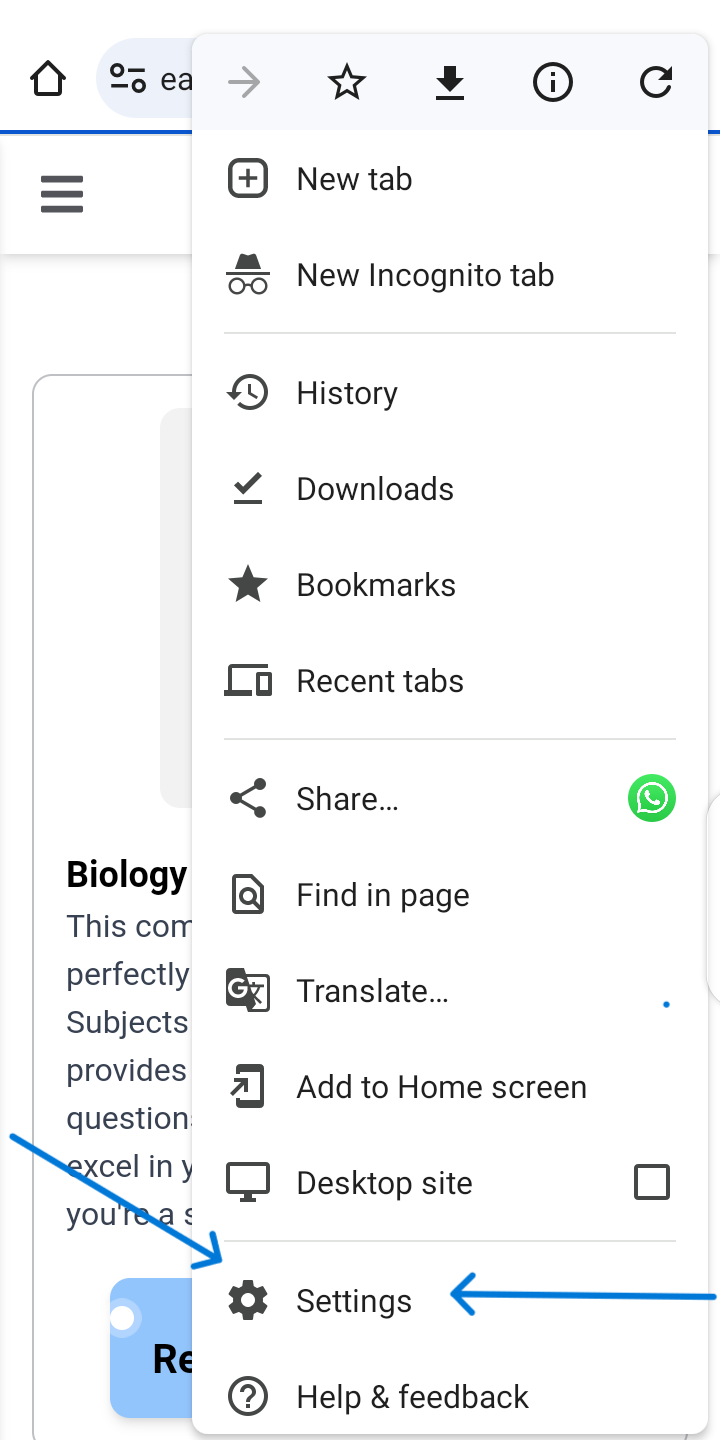 ea
New tab
New Incognito tab
History
Downloads
Bookmarks
Recent tabs
Share...
Find in page
Translate...
Add to Home screen
Desktop site
Settings
Help & feedback
Biology
This com
perfectly
Subjects
provides
question
excel in y
you're a s
Re